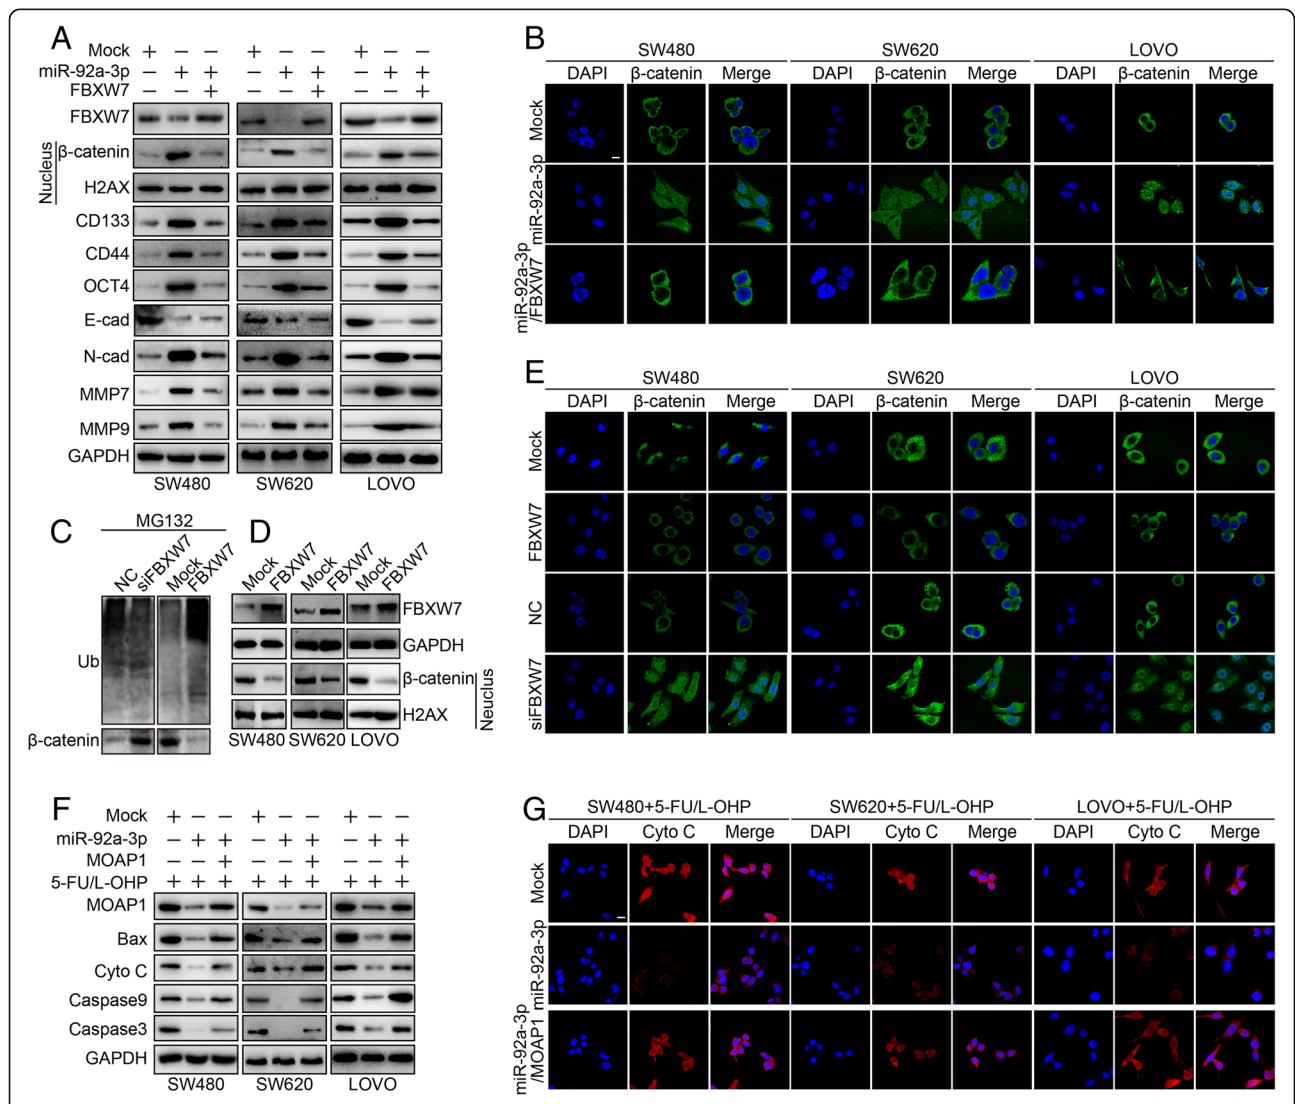 A
Mock + − − + − − + − −
miR-92a-3p − + + − + + − + +
FBXW7 − − + − − + − − +
FBXW7
β-catenin
H2AX
Nucleus
CD133
CD44
OCT4
E-cad
N-cad
MMP7
MMP9
GAPDH
SW480 SW620 LOVO
B
SW480 SW620 LOVO
DAPI β-catenin Merge DAPI β-catenin Merge DAPI β-catenin Merge
Mock
miR-92a-3p
miR-92a-3p
/FBXW7
C
MG132
NC siFBXW7 Mock FBXW7
Ub
β-catenin
D
Mock FBXW7 Mock FBXW7 Mock FBXW7
FBXW7
GAPDH
β-catenin
H2AX
Neuclus
SW480 SW620 LOVO
E
SW480 SW620 LOVO
DAPI β-catenin Merge DAPI β-catenin Merge DAPI β-catenin Merge
Mock
FBXW7
NC
siFBXW7
F
Mock + − − + − − + − −
miR-92a-3p − + + − + + − + +
MOAP1 − − + − − + − − +
5-FU/L-OHP + + + + + + + + +
MOAP1
Bax
Cyto C
Caspase9
Caspase3
GAPDH
SW480 SW620 LOVO
G
SW480+5-FU/L-OHP SW620+5-FU/L-OHP LOVO+5-FU/L-OHP
DAPI Cyto C Merge DAPI Cyto C Merge DAPI Cyto C Merge
Mock
miR-92a-3p
miR-92a-3p
/MOAP1